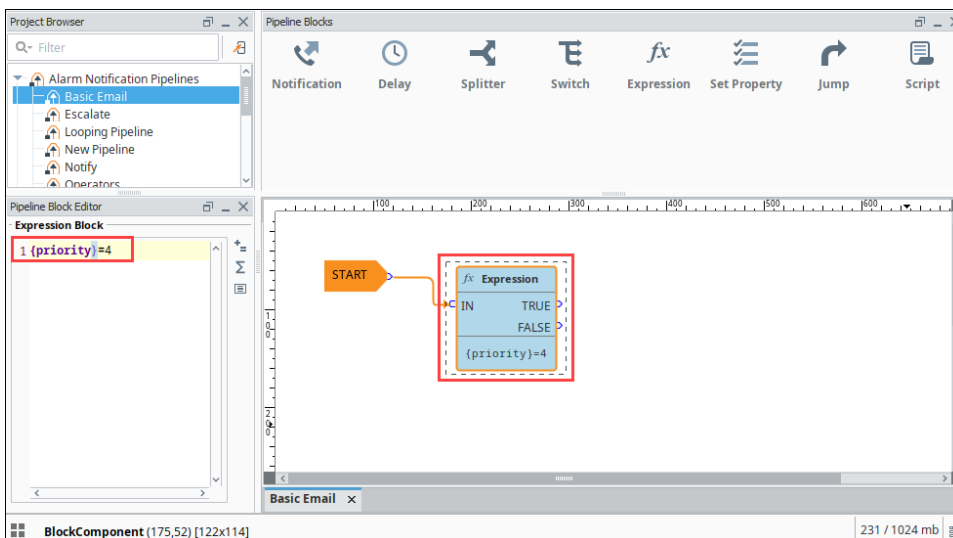 Project Browser
Filter
Alarm Notification Pipelines
Basic Email
Escalate
Looping Pipeline
New Pipeline
Notify
Operators
Pipeline Blocks
Notification Delay Splitter Switch Expression Set Property Jump Script
Pipeline Block Editor
Expression Block
1 {priority}=4
100 200 300 400 500 600
100
200
START
fx Expression
IN TRUE
FALSE
{priority}=4
Basic Email
BlockComponent (175,52) [122x114]
231 / 1024 mb